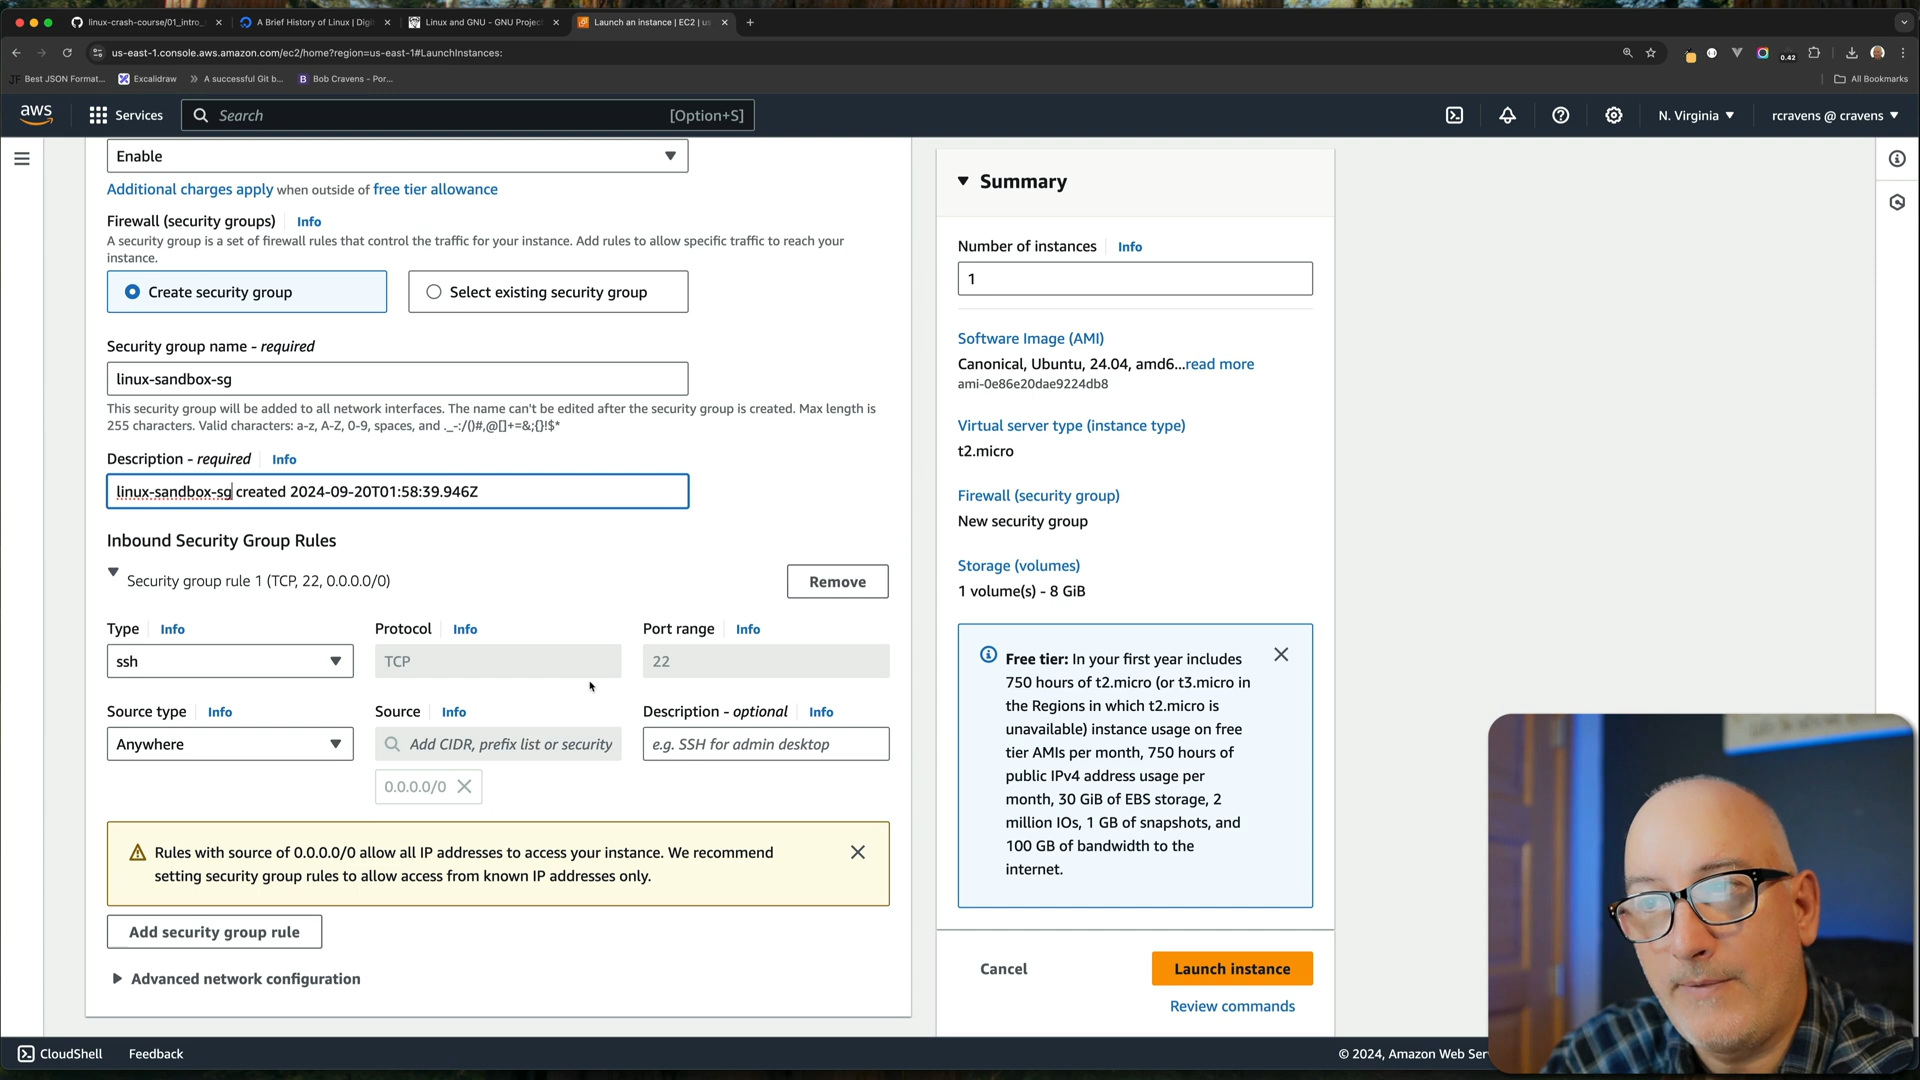 linux-crash-course/01_intro_
A Brief History of Linux | Digit
Linux and GNU - GNU Project
Launch an instance | EC2 | us
us-east-1.console.aws.amazon.com/ec2/home?region=us-east-1#LaunchInstances:
0.42
Best JSON Format...
Excalidraw
A successful Git b...
Bob Cravens - Por...
All Bookmarks
aws
Services
Search
[Option+S]
N. Virginia
rcravens @ cravens
Enable
Additional charges apply when outside of free tier allowance
Firewall (security groups)
Info
A security group is a set of firewall rules that control the traffic for your instance. Add rules to allow specific traffic to reach your
instance.
Create security group
Select existing security group
Security group name - required
linux-sandbox-sg
This security group will be added to all network interfaces. The name can't be edited after the security group is created. Max length is
255 characters. Valid characters: a-z, A-Z, 0-9, spaces, and ._-:/()#,@[]+=&;{}!$*
Description - required
Info
linux-sandbox-sg created 2024-09-20T01:58:39.946Z
Inbound Security Group Rules
Security group rule 1 (TCP, 22, 0.0.0.0/0)
Remove
Type
Info
Protocol
Info
Port range
Info
ssh
TCP
22
Source type
Info
Source
Info
Description - optional
Info
Anywhere
Add CIDR, prefix list or security
e.g. SSH for admin desktop
0.0.0.0/0
Rules with source of 0.0.0.0/0 allow all IP addresses to access your instance. We recommend
setting security group rules to allow access from known IP addresses only.
Add security group rule
Advanced network configuration
Summary
Number of instances
Info
1
Software Image (AMI)
Canonical, Ubuntu, 24.04, amd6...read more
ami-0e86e20dae9224db8
Virtual server type (instance type)
t2.micro
Firewall (security group)
New security group
Storage (volumes)
1 volume(s) - 8 GiB
Free tier: In your first year includes
750 hours of t2.micro (or t3.micro in
the Regions in which t2.micro is
unavailable) instance usage on free
tier AMIs per month, 750 hours of
public IPv4 address usage per
month, 30 GiB of EBS storage, 2
million IOs, 1 GB of snapshots, and
100 GB of bandwidth to the
internet.
Cancel
Launch instance
Review commands
CloudShell
Feedback
© 2024, Amazon Web Ser